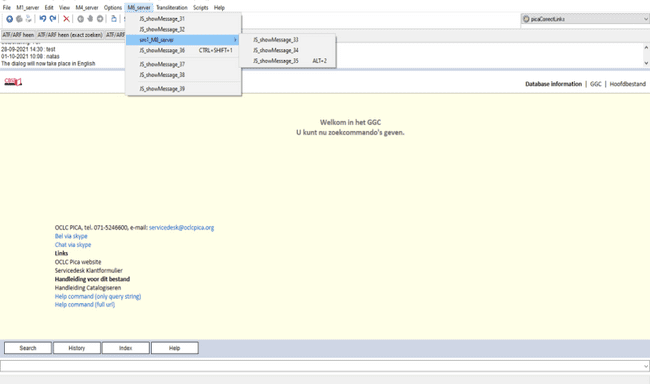 File M1_server Edit View M4_server Options M8_server Transliteration Scripts Help
picaCorrectLinks
JS_showMessage_31
JS_showMessage_32
sm1_M8_server
JS_showMessage_36 CTRL+SHIFT+1
JS_showMessage_37
JS_showMessage_38
JS_showMessage_39
JS_showMessage_33
JS_showMessage_34
JS_showMessage_35 ALT+2
ATF/ARF heen ATF/ARF heen (exact zoeken) ATF
28-09-2021 14:30 : test
01-10-2021 10:08 : natas
The dialog will now take place in English
Database information | GGC | Hoofdbestand
Welkom in het GGC
U kunt nu zoekcommando's geven.
OCLC PICA, tel. 071-5246600, e-mail: servicedesk@oclcpica.org
Bel via skype
Chat via skype
Links
OCLC Pica website
Servicedesk Klantformulier
Handleiding voor dit bestand
Handleiding Catalogiseren
Help command (only query string)
Help command (full url)
Search History Index Help